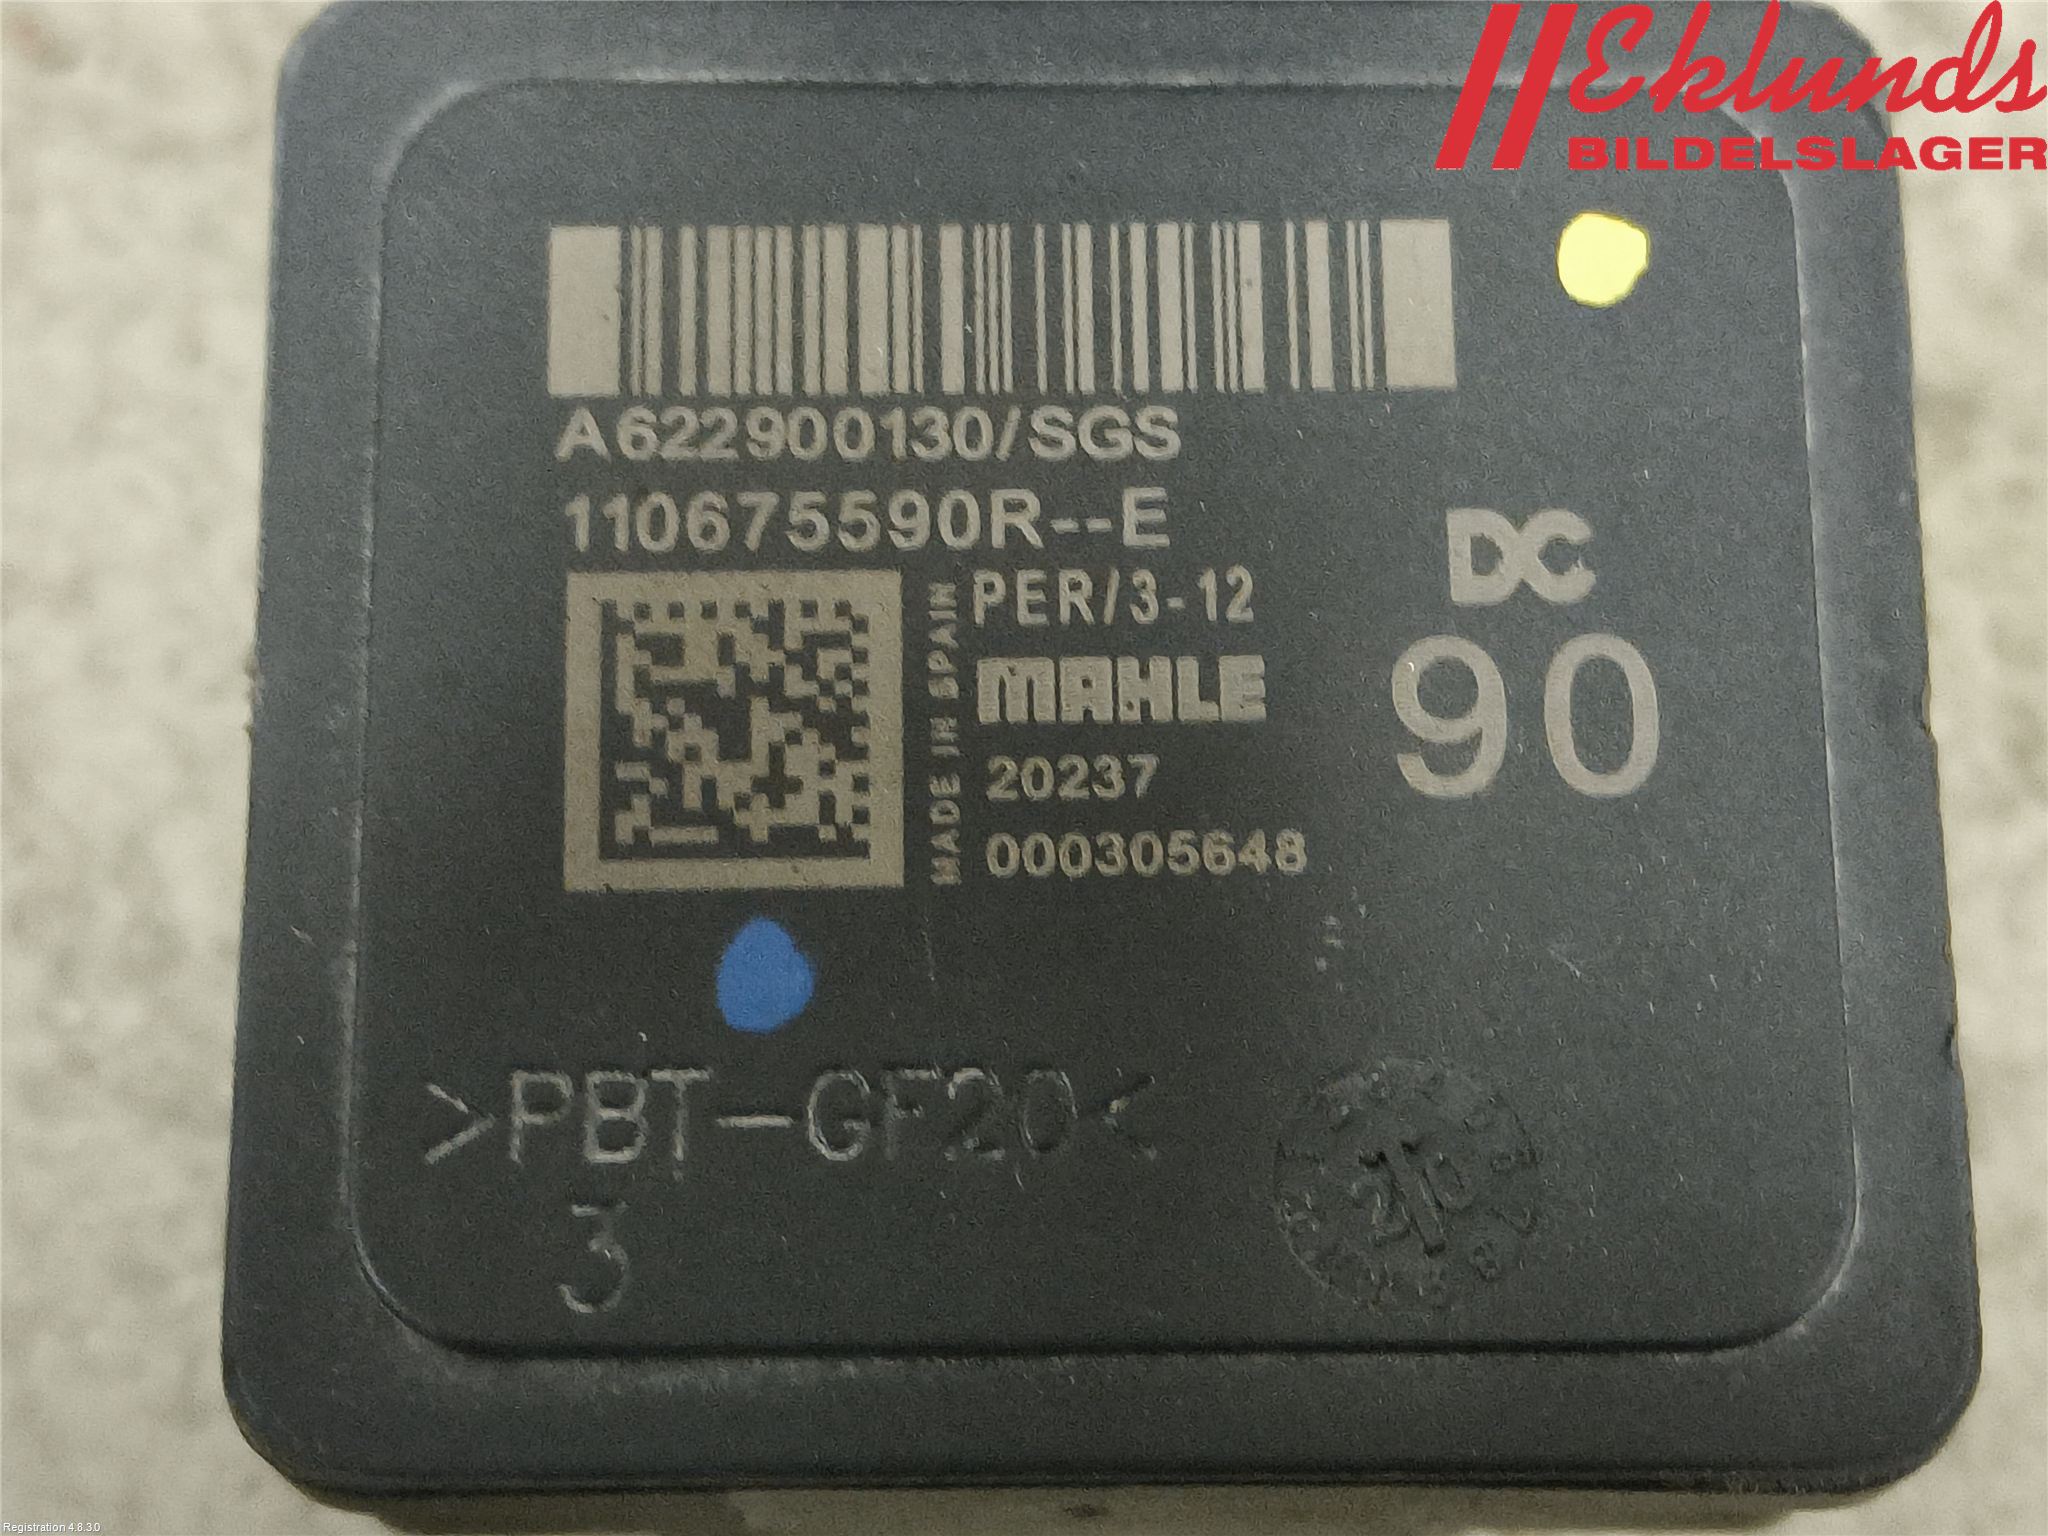 Eklunds
BILDELSLAGER
A622900130/SGS
110675590R--E
PER/3-12
MADE IN SPAIN
MAHLE
20237
000305648
DC
90
>PBT-GF20<
3
Registration 4.8.3.0